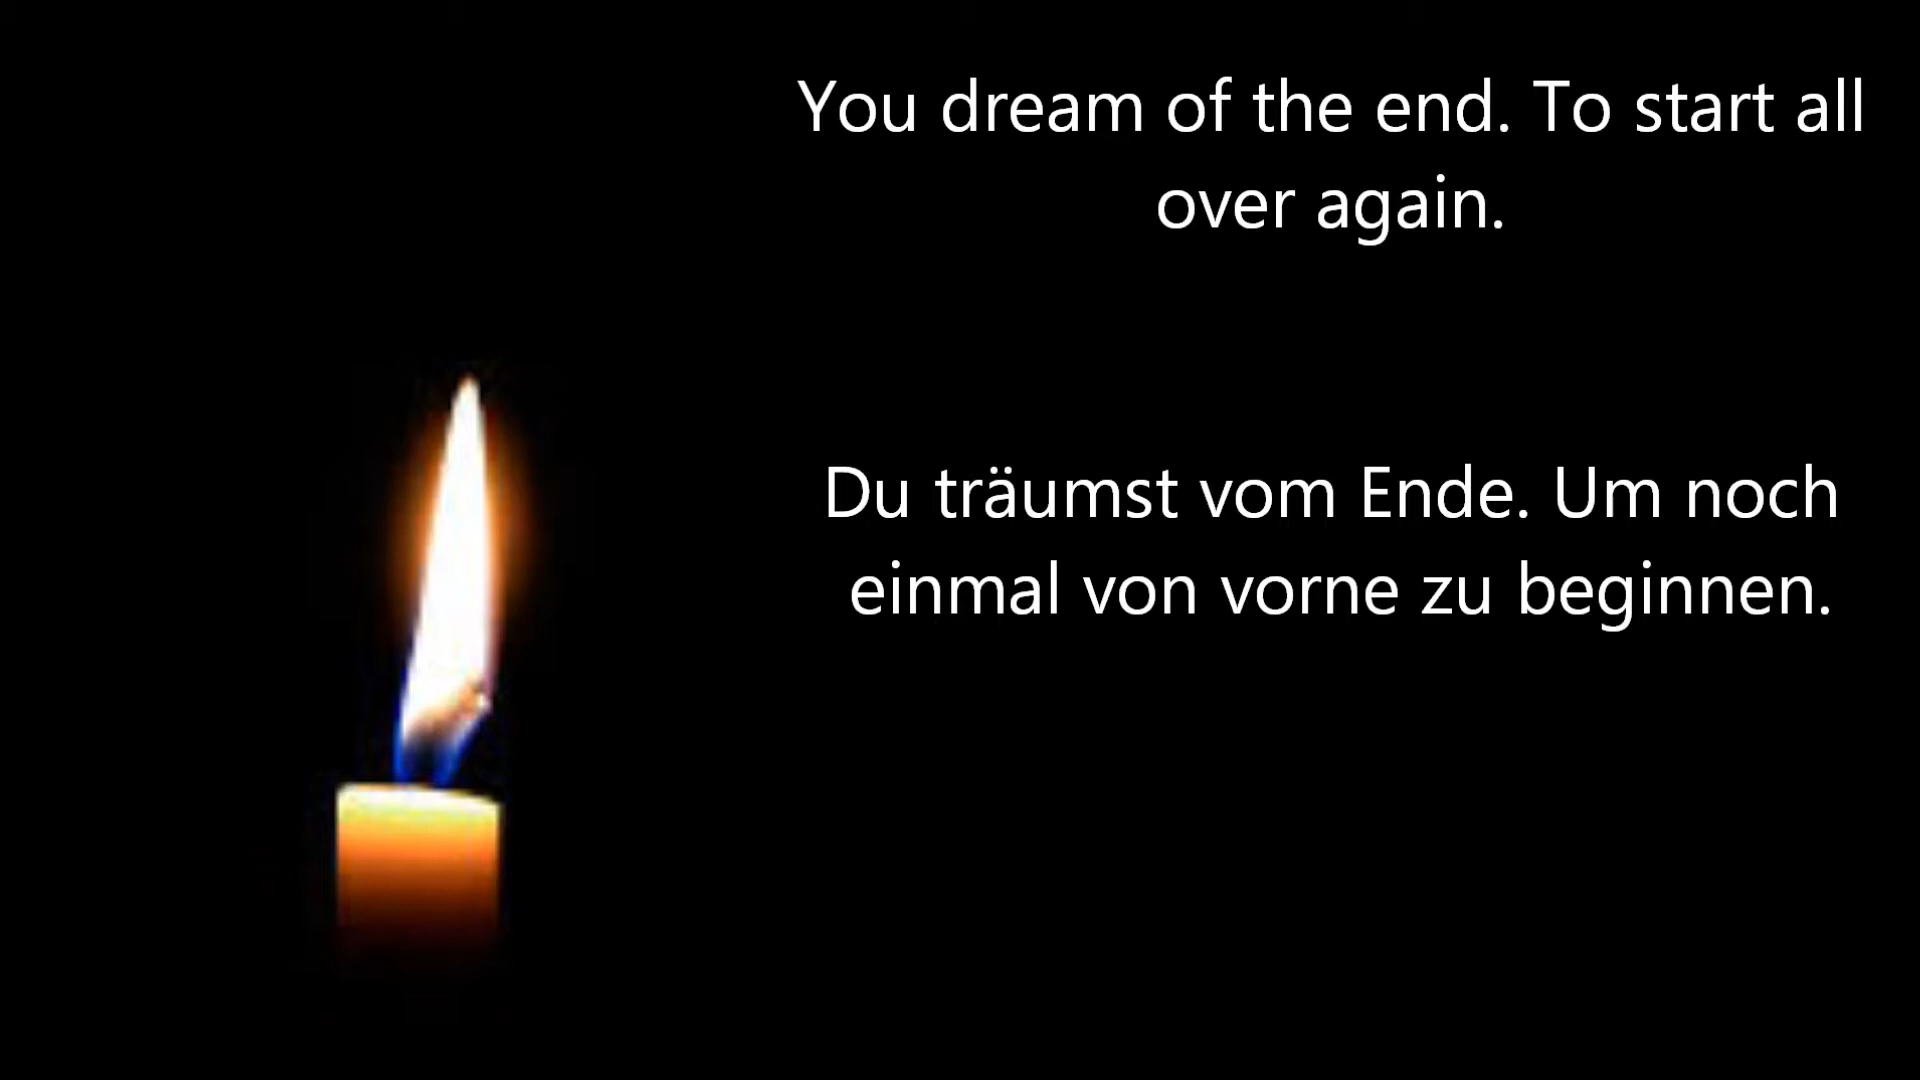 You dream of the end. To start all
over again.
Du träumst vom Ende. Um noch
einmal von vorne zu beginnen.